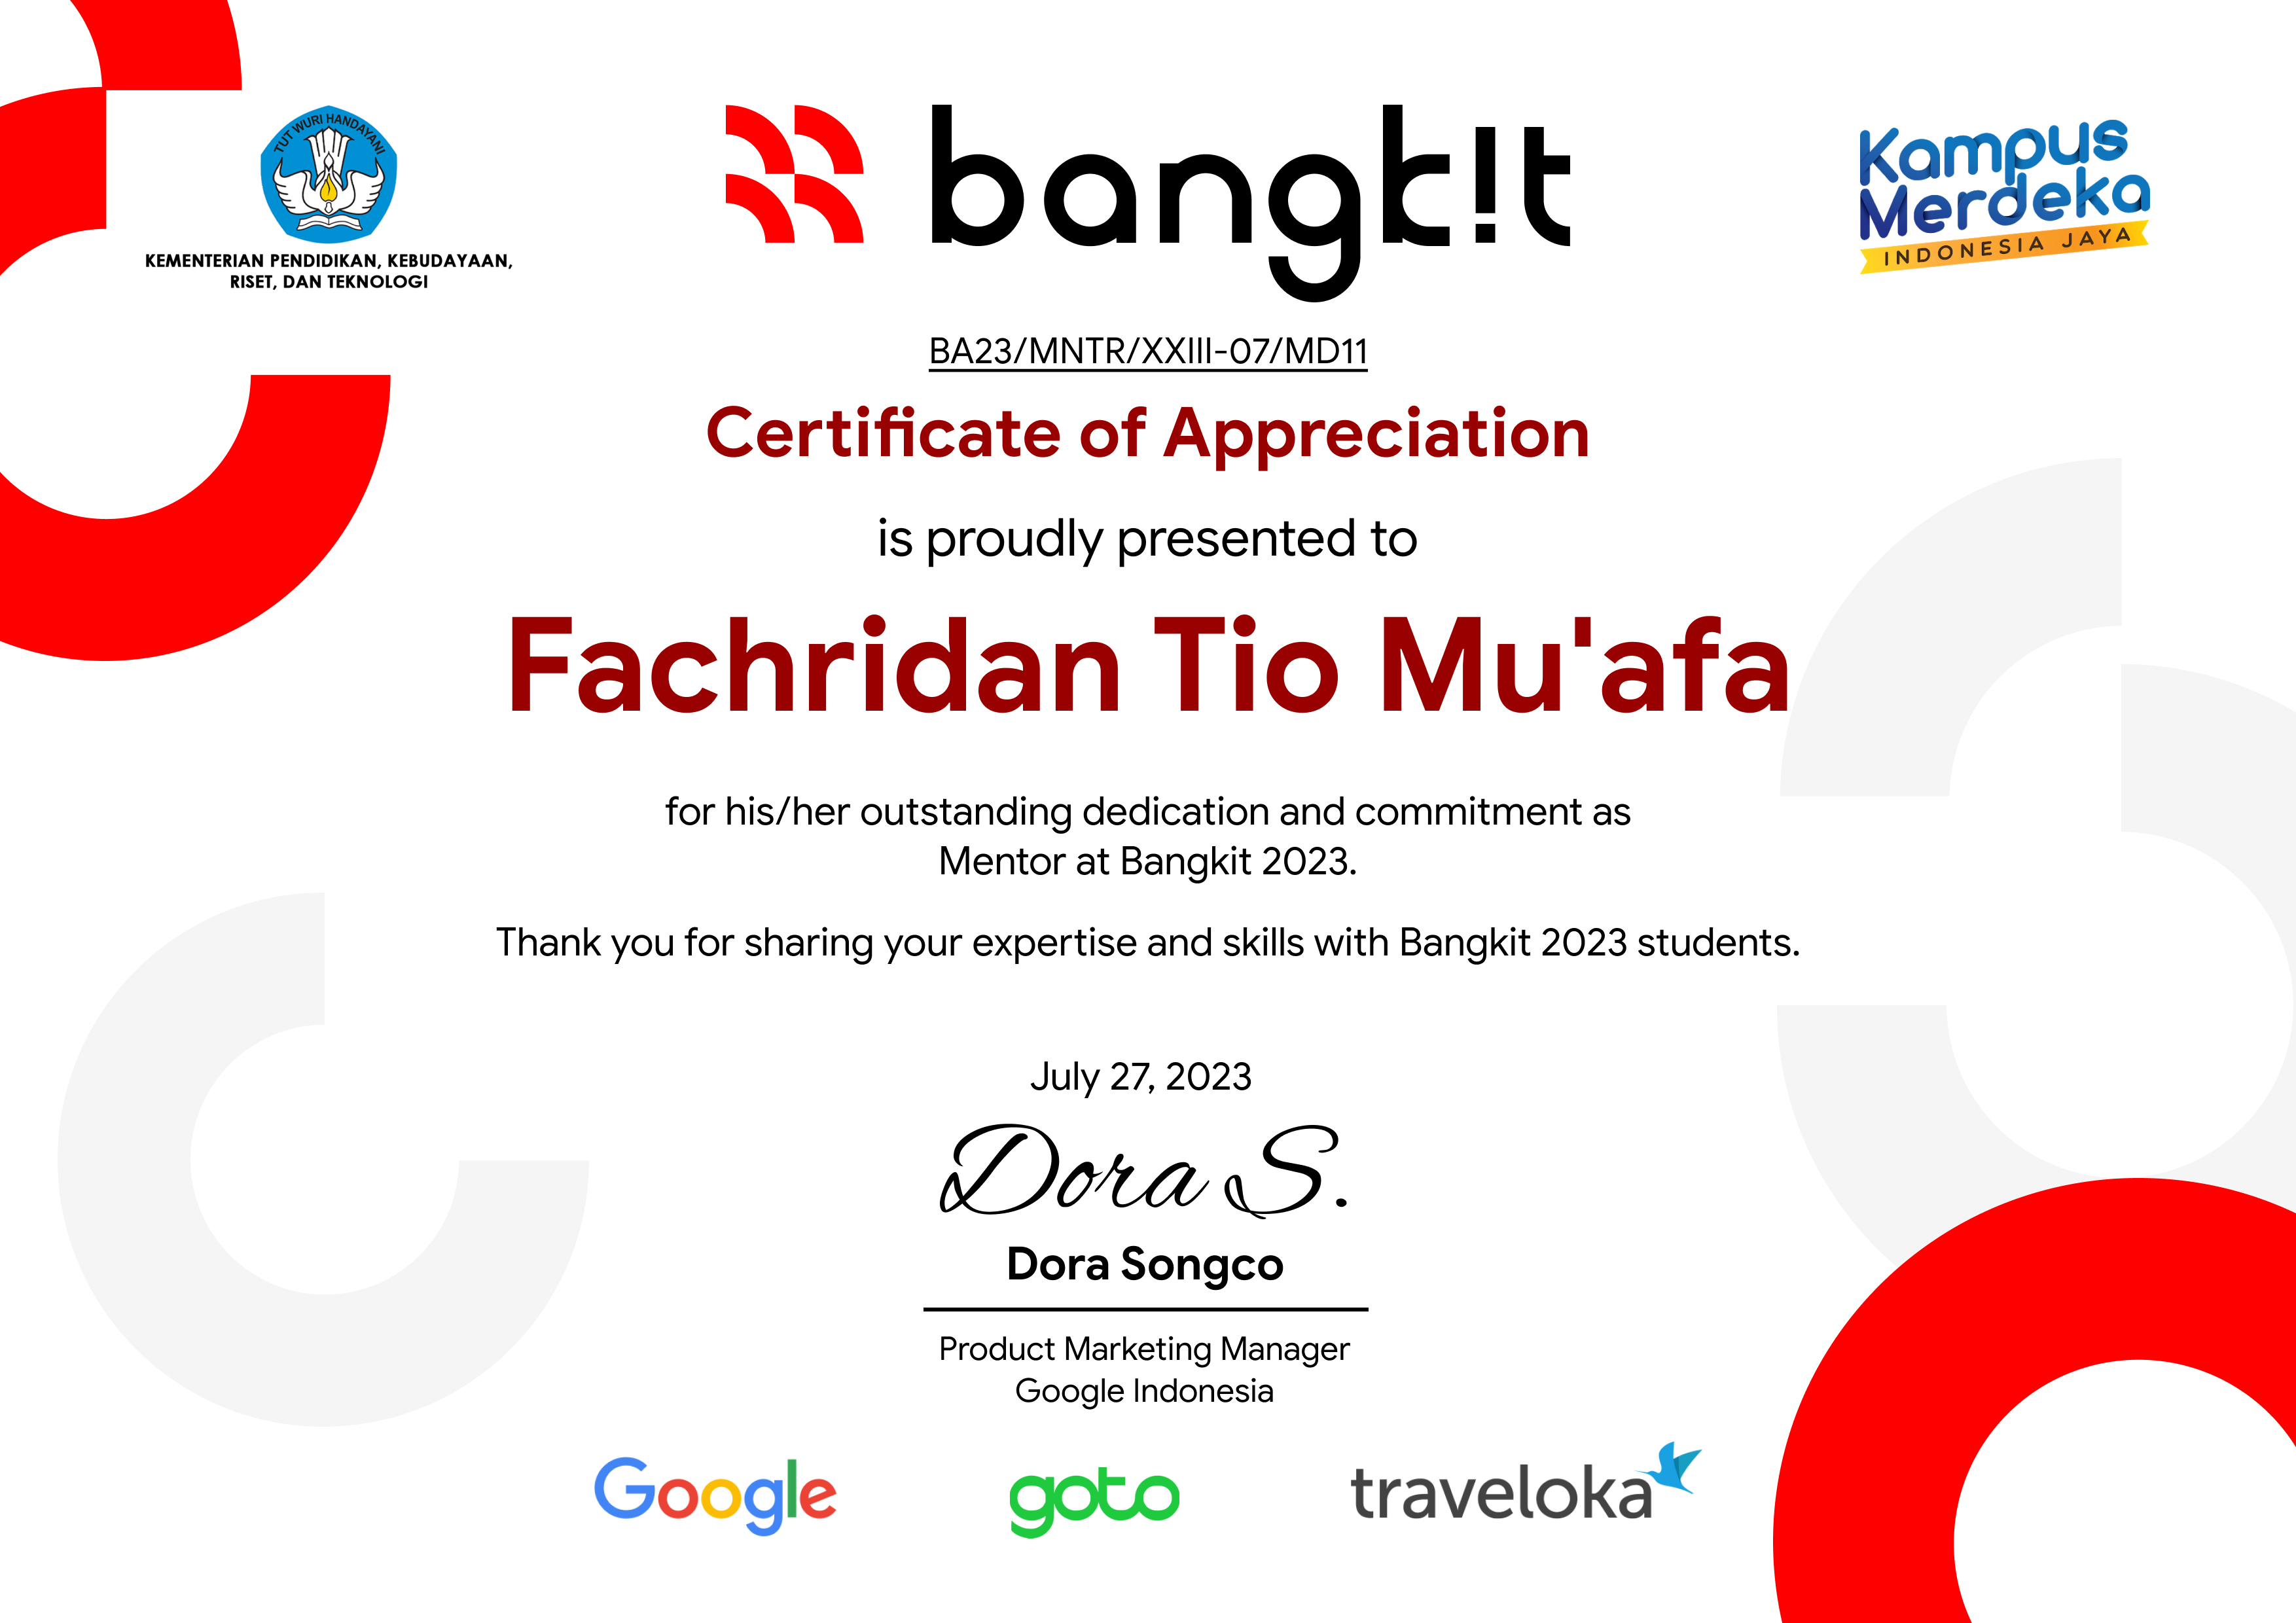 TUT WURI HANDAYANI
KEMENTERIAN PENDIDIKAN, KEBUDAYAAN,
RISET, DAN TEKNOLOGI
bangk!t
Kampus
Merdeka
INDONESIA JAYA
BA23/MNTR/XXIII-07/MD11
Certificate of Appreciation
is proudly presented to
Fachridan Tio Mu'afa
for his/her outstanding dedication and commitment as
Mentor at Bangkit 2023.
Thank you for sharing your expertise and skills with Bangkit 2023 students.
July 27, 2023
Dora S.
Dora Songco
Product Marketing Manager
Google Indonesia
Google
goto
traveloka